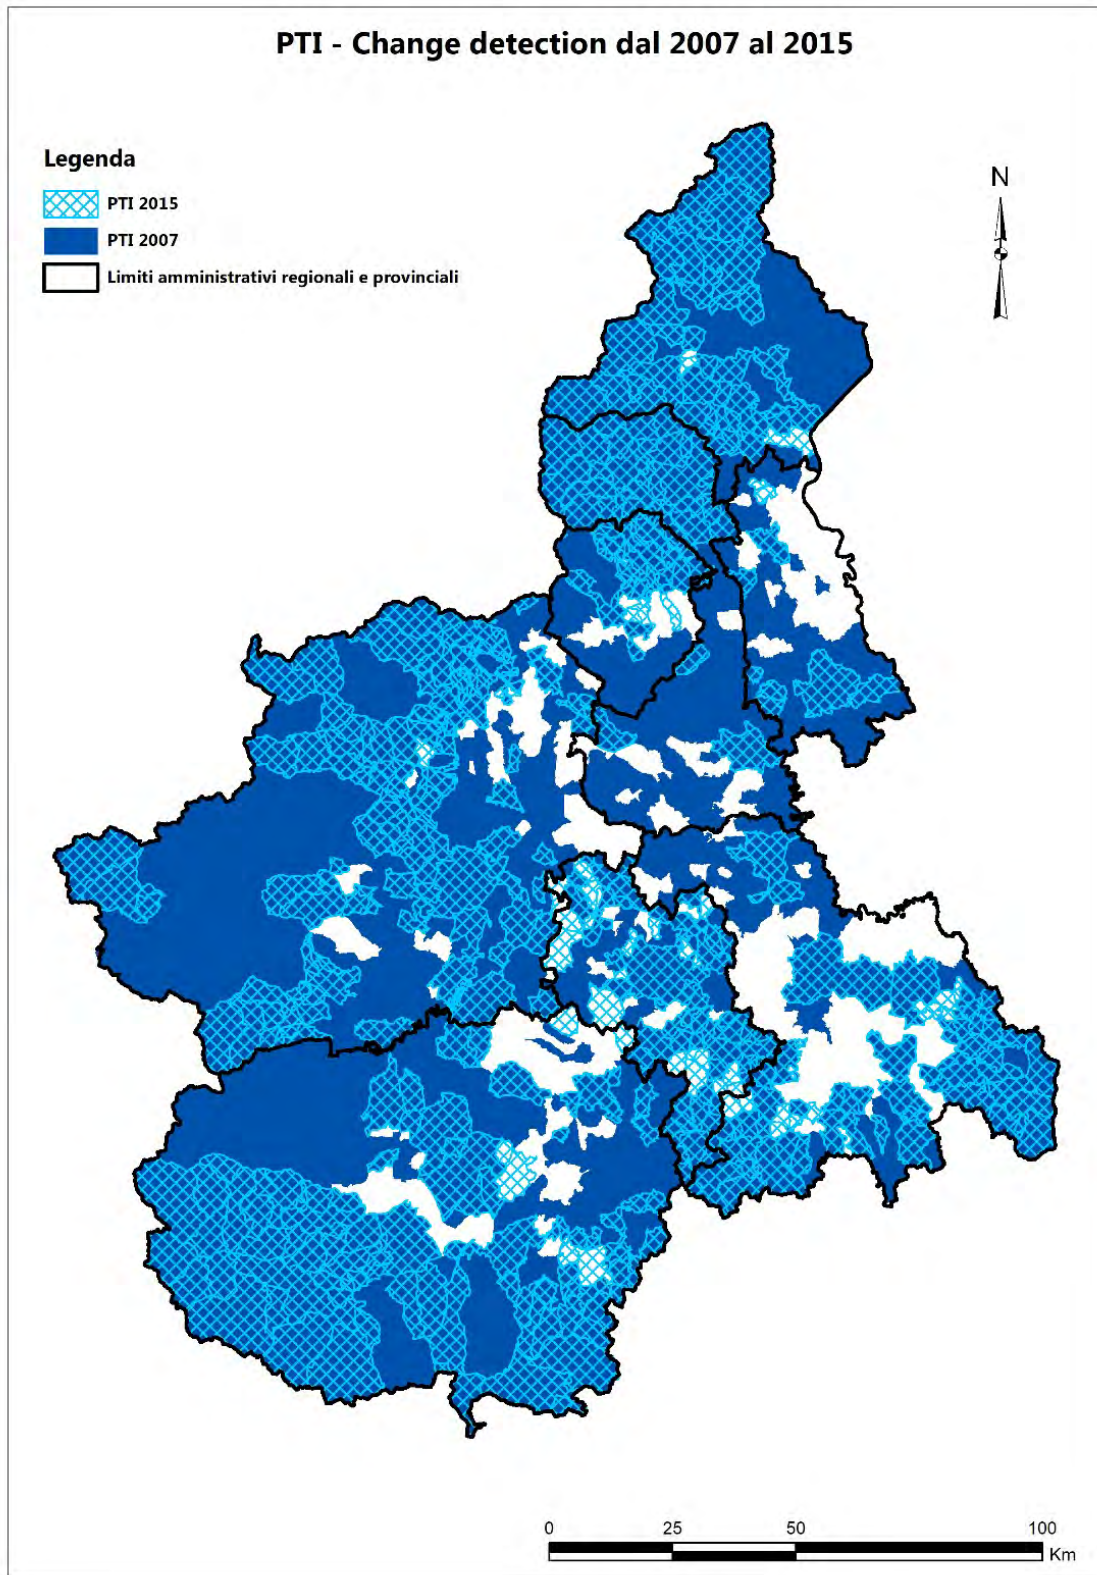 PTI - Change detection dal 2007 al 2015
Legenda
PTI 2015
PTI 2007
Limiti amministrativi regionali e provinciali
N
0 25 50 100
Km